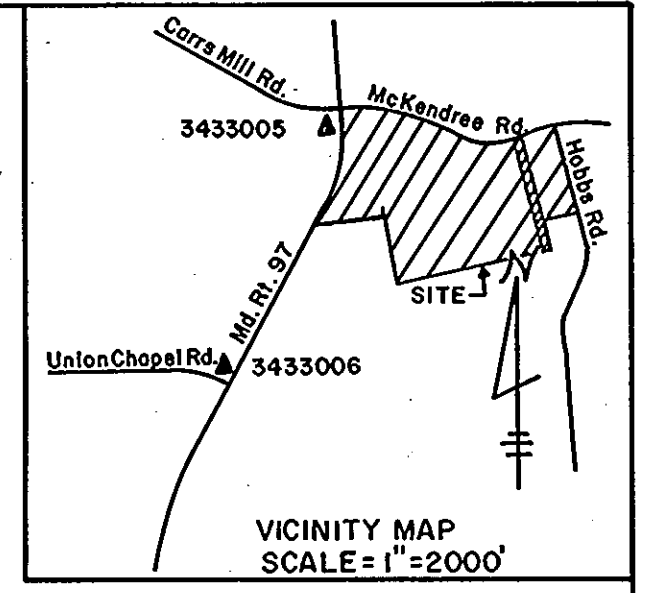 Carrs Mill Rd.
McKendree Rd.
3433005
Hobbs Rd.
Md. Rt. 97
N
SITE
Union Chapel Rd.
3433006
VICINITY MAP
SCALE= 1"=2000'